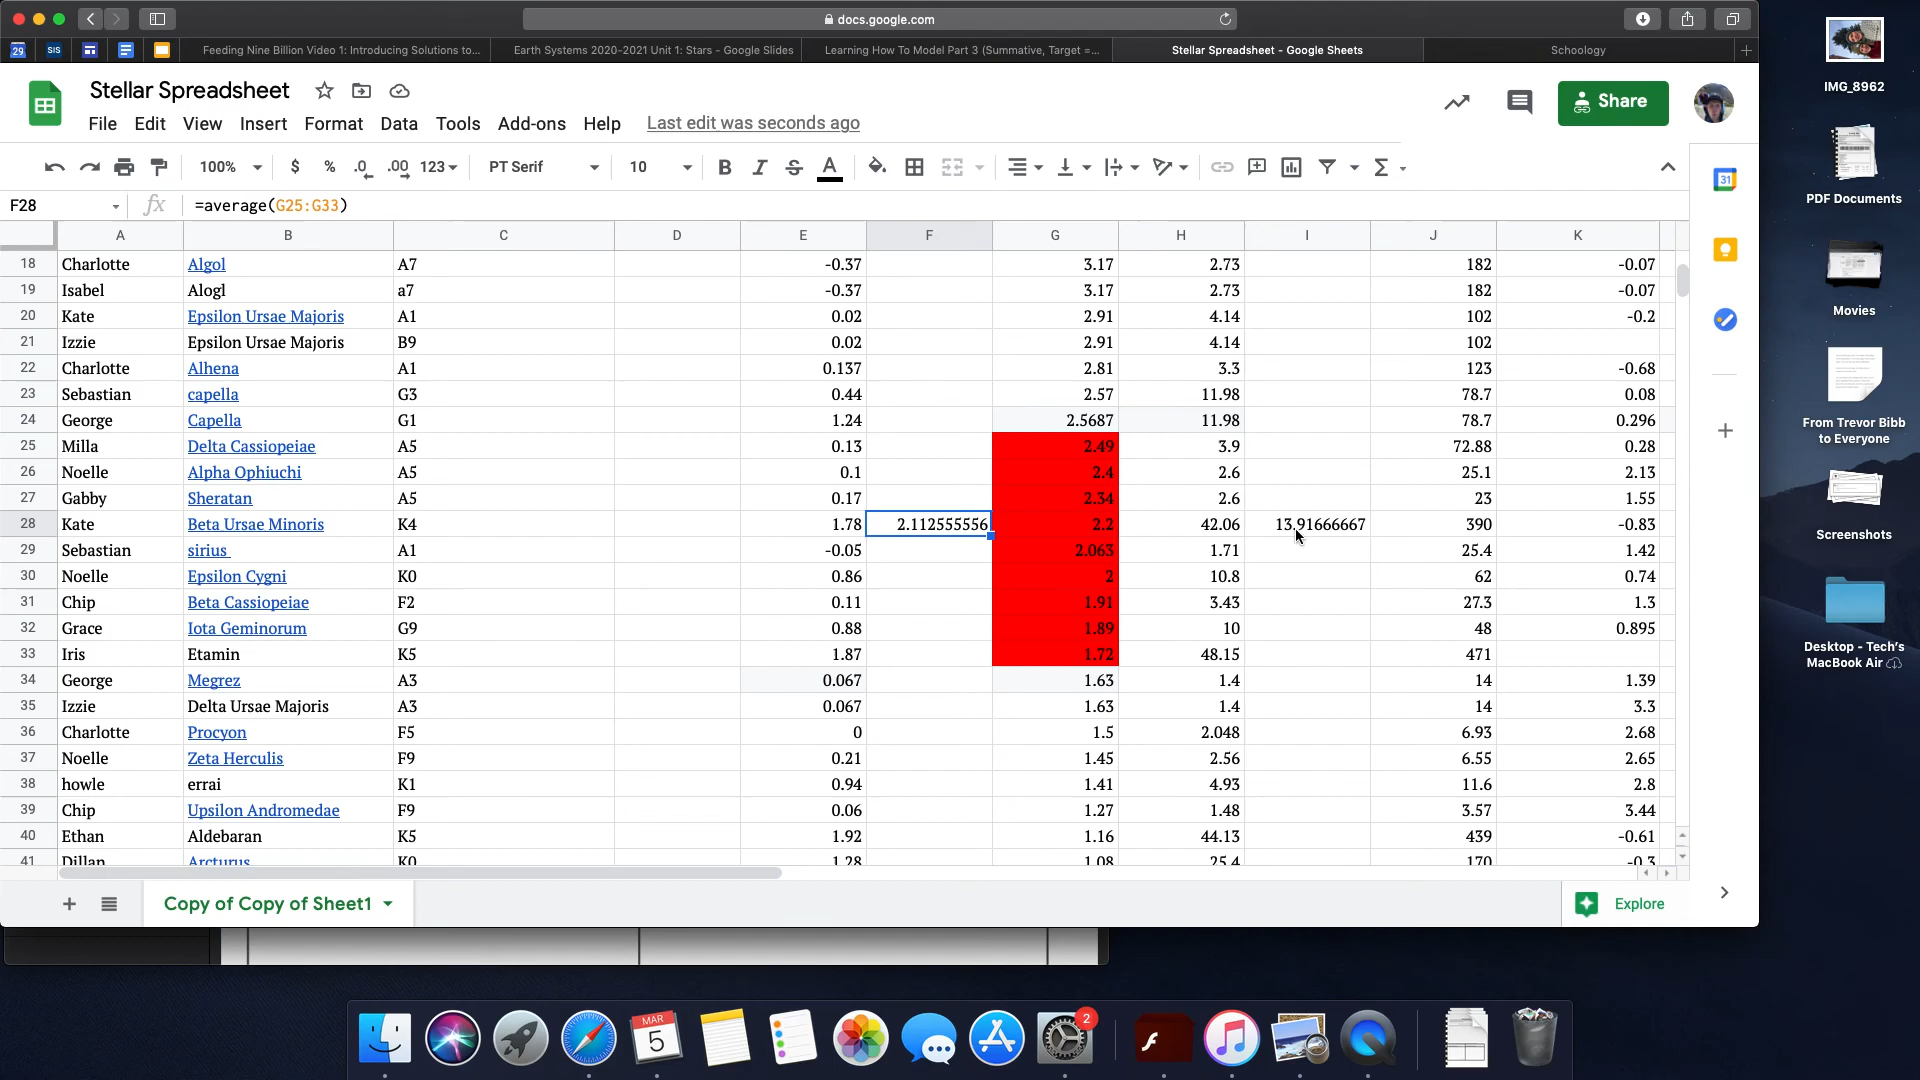 docs.google.com
29
SIS
Feeding Nine Billion Video 1: Introducing Solutions to...
Earth Systems 2020-2021 Unit 1: Stars - Google Slides
Learning How To Model Part 3 (Summative, Target =...
Stellar Spreadsheet - Google Sheets
Schoology
Stellar Spreadsheet
File Edit View Insert Format Data Tools Add-ons Help Last edit was seconds ago
Share
100% $ % .0 .00 123 PT Serif 10 B I S A Σ
F28 fx =average(G25:G33)
A B C D E F G H I J K
18 Charlotte Algol A7 -0.37 3.17 2.73 182 -0.07
19 Isabel Alogl a7 -0.37 3.17 2.73 182 -0.07
20 Kate Epsilon Ursae Majoris A1 0.02 2.91 4.14 102 -0.2
21 Izzie Epsilon Ursae Majoris B9 0.02 2.91 4.14 102
22 Charlotte Alhena A1 0.137 2.81 3.3 123 -0.68
23 Sebastian capella G3 0.44 2.57 11.98 78.7 0.08
24 George Capella G1 1.24 2.5687 11.98 78.7 0.296
25 Milla Delta Cassiopeiae A5 0.13 2.49 3.9 72.88 0.28
26 Noelle Alpha Ophiuchi A5 0.1 2.4 2.6 25.1 2.13
27 Gabby Sheratan A5 0.17 2.34 2.6 23 1.55
28 Kate Beta Ursae Minoris K4 1.78 2.112555556 2.2 42.06 13.91666667 390 -0.83
29 Sebastian sirius A1 -0.05 2.063 1.71 25.4 1.42
30 Noelle Epsilon Cygni K0 0.86 2 10.8 62 0.74
31 Chip Beta Cassiopeiae F2 0.11 1.91 3.43 27.3 1.3
32 Grace Iota Geminorum G9 0.88 1.89 10 48 0.895
33 Iris Etamin K5 1.87 1.72 48.15 471
34 George Megrez A3 0.067 1.63 1.4 14 1.39
35 Izzie Delta Ursae Majoris A3 0.067 1.63 1.4 14 3.3
36 Charlotte Procyon F5 0 1.5 2.048 6.93 2.68
37 Noelle Zeta Herculis F9 0.21 1.45 2.56 6.55 2.65
38 howle errai K1 0.94 1.41 4.93 11.6 2.8
39 Chip Upsilon Andromedae F9 0.06 1.27 1.48 3.57 3.44
40 Ethan Aldebaran K5 1.92 1.16 44.13 439 -0.61
41 Dillan Arcturus K0 1.28 1.08 25.4 170 -0.3
Copy of Copy of Sheet1
Explore
31
IMG_8962
PDF Documents
Movies
From Trevor Bibb
to Everyone
Screenshots
Desktop - Tech's
MacBook Air
MAR
5
2